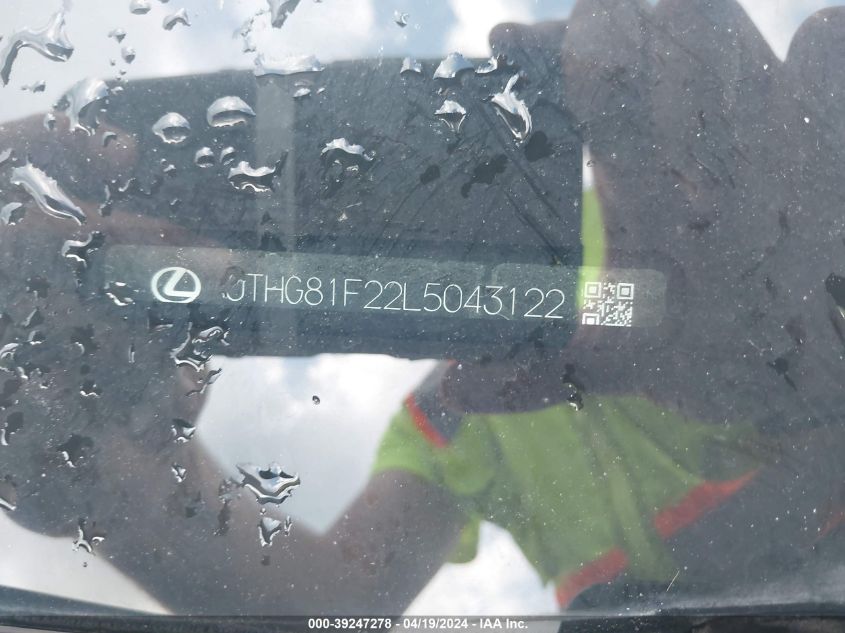 JTHG81F22L5043122
000-39247278 - 04/19/2024 - IAA Inc.